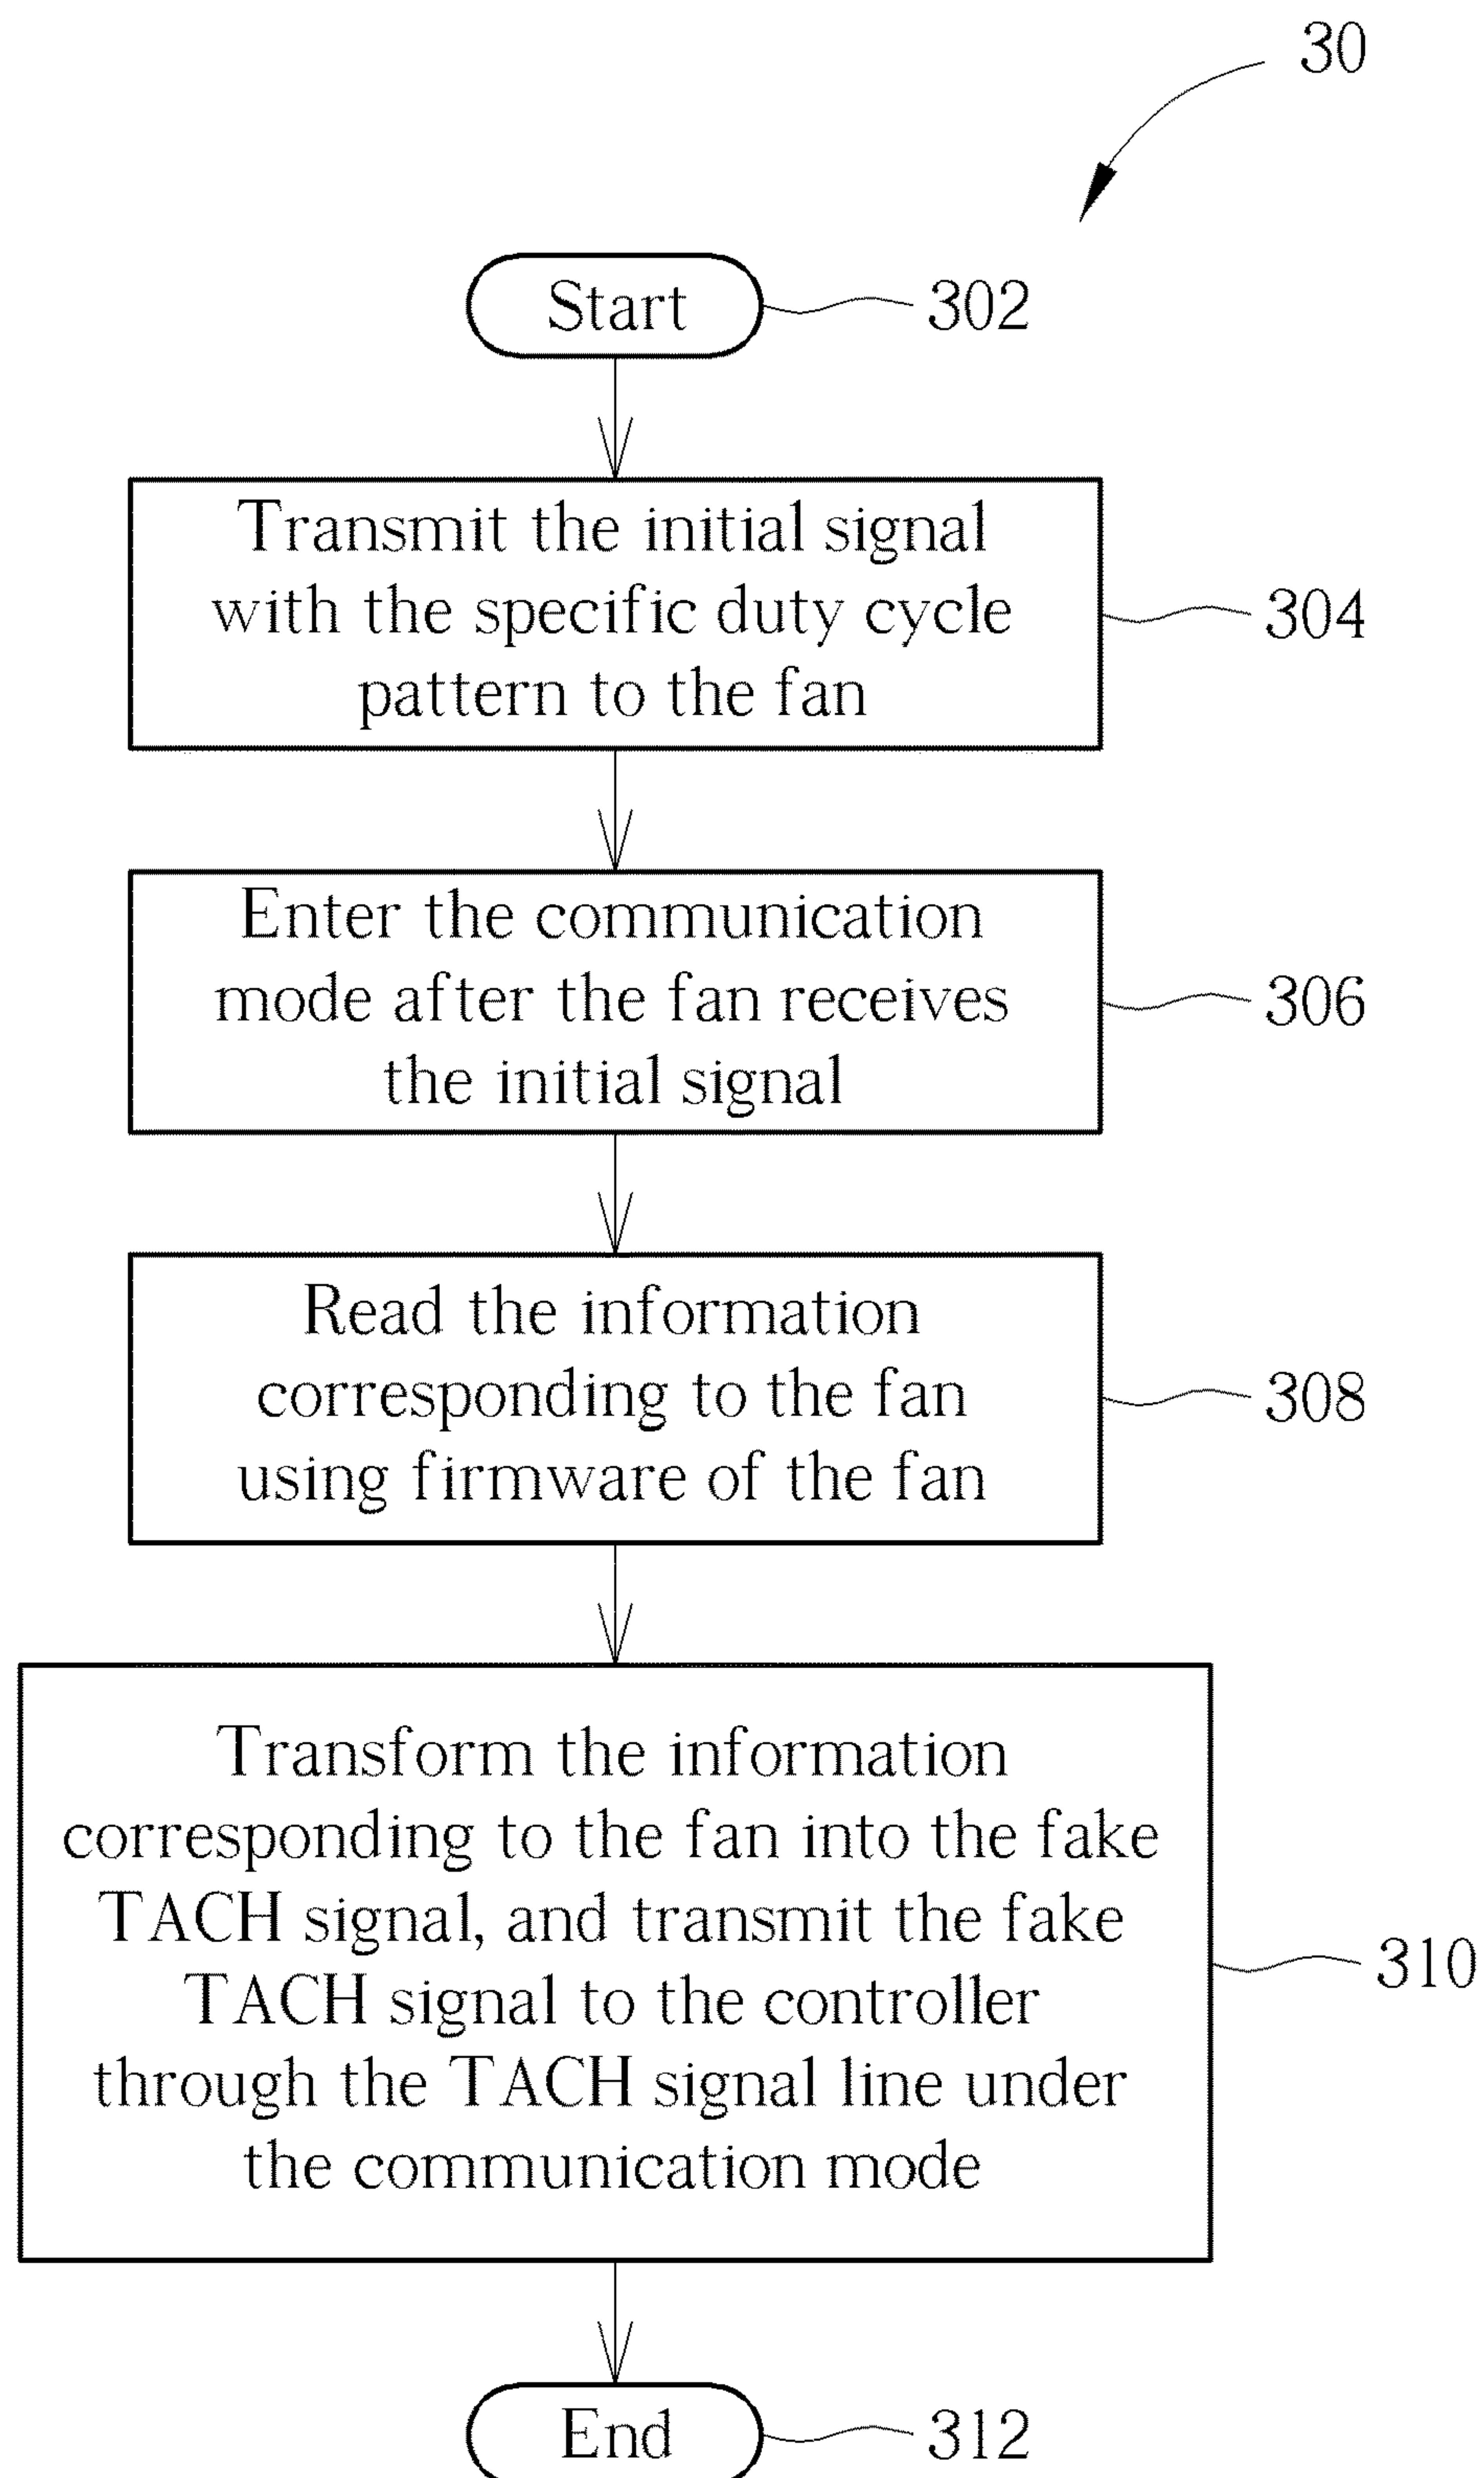 30
Start
302
Transmit the initial signal
with the specific duty cycle
pattern to the fan
304
Enter the communication
mode after the fan receives
the initial signal
306
Read the information
corresponding to the fan
using firmware of the fan
308
Transform the information
corresponding to the fan into the fake
TACH signal, and transmit the fake
TACH signal to the controller
through the TACH signal line under
the communication mode
310
End
312